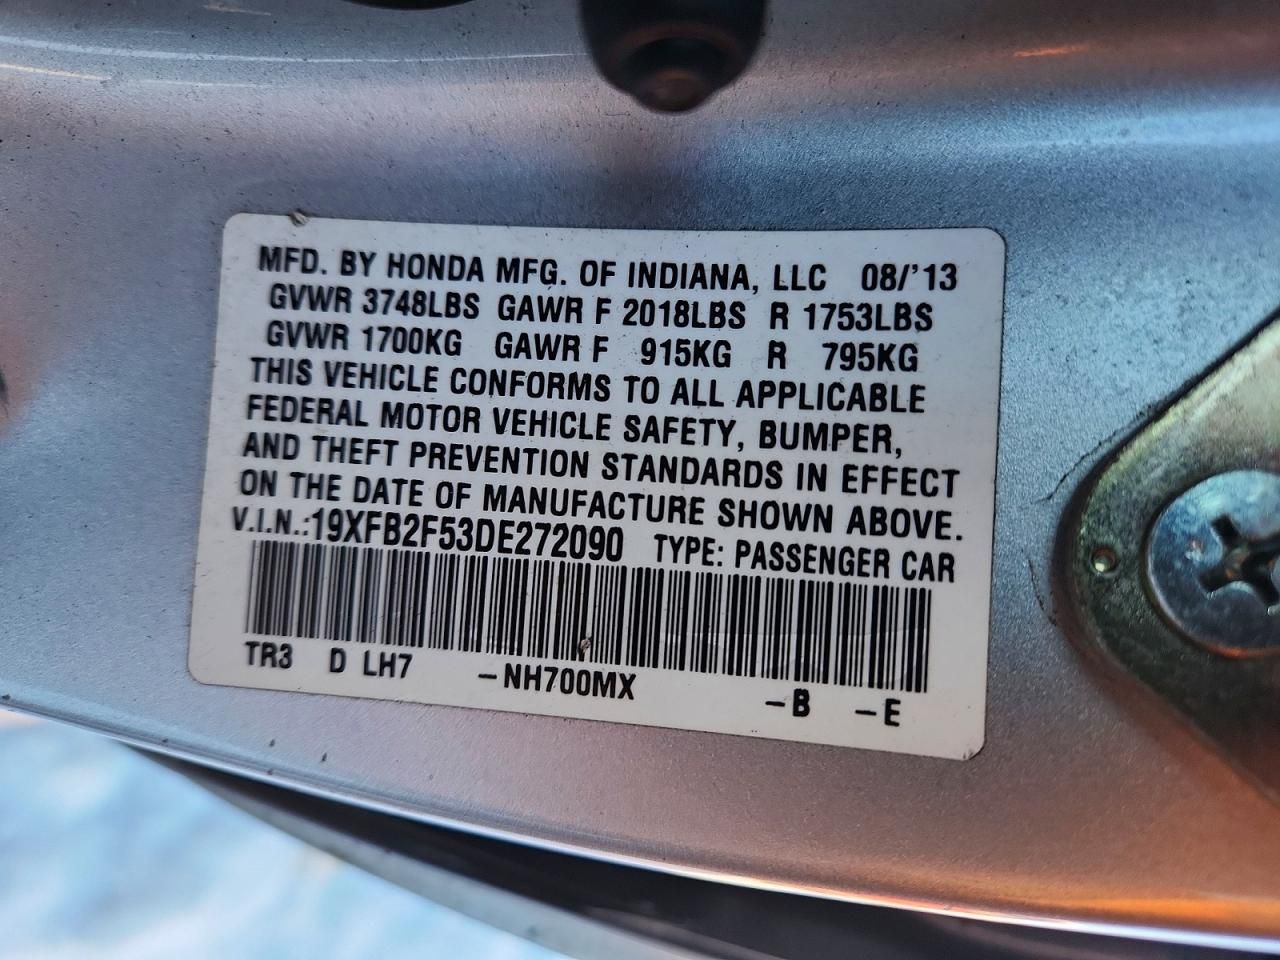 MFD. BY HONDA MFG. OF INDIANA, LLC 08/'13
GVWR 3748LBS GAWR F 2018LBS R 1753LBS
GVWR 1700KG GAWR F 915KG R 795KG
THIS VEHICLE CONFORMS TO ALL APPLICABLE
FEDERAL MOTOR VEHICLE SAFETY, BUMPER,
AND THEFT PREVENTION STANDARDS IN EFFECT
ON THE DATE OF MANUFACTURE SHOWN ABOVE.
V.I.N.:19XFB2F53DE272090 TYPE: PASSENGER CAR
TR3 D LH7 -NH700MX -B -E